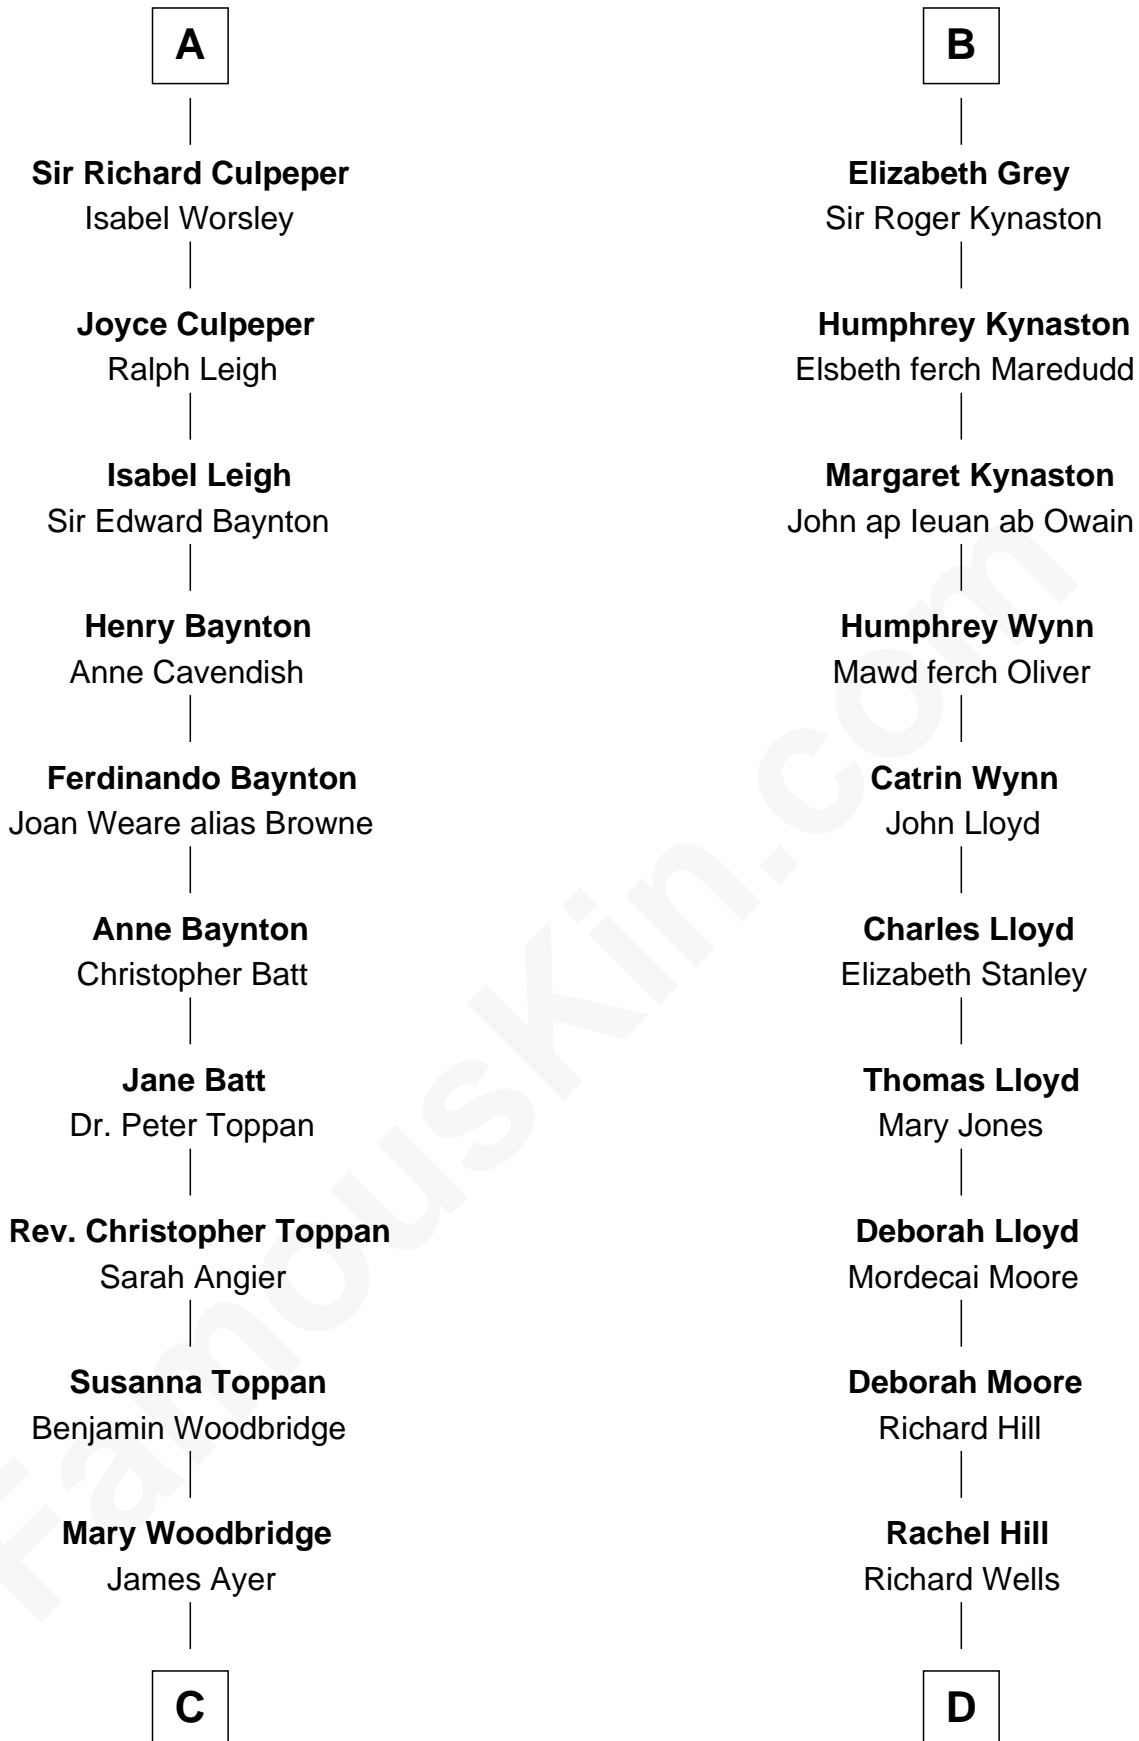 A
Sir Richard Culpeper
Isabel Worsley
Joyce Culpeper
Ralph Leigh
Isabel Leigh
Sir Edward Baynton
Henry Baynton
Anne Cavendish
Ferdinando Baynton
Joan Weare alias Browne
Anne Baynton
Christopher Batt
Jane Batt
Dr. Peter Toppan
Rev. Christopher Toppan
Sarah Angier
Susanna Toppan
Benjamin Woodbridge
Mary Woodbridge
James Ayer
C
B
Elizabeth Grey
Sir Roger Kynaston
Humphrey Kynaston
Elsbeth ferch Maredudd
Margaret Kynaston
John ap Ieuan ab Owain
Humphrey Wynn
Mawd ferch Oliver
Catrin Wynn
John Lloyd
Charles Lloyd
Elizabeth Stanley
Thomas Lloyd
Mary Jones
Deborah Lloyd
Mordecai Moore
Deborah Moore
Richard Hill
Rachel Hill
Richard Wells
D
FamousKin.com